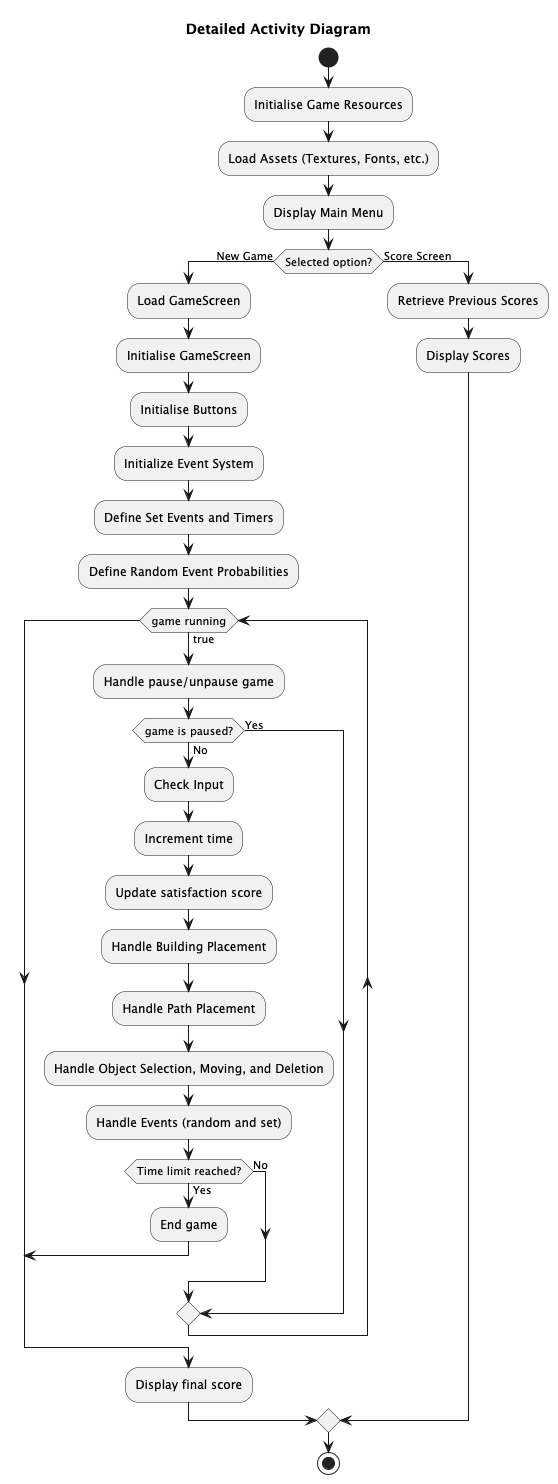 Detailed Activity Diagram
Initialise Game Resources
Load Assets (Textures, Fonts, etc.)
Display Main Menu
New Game
Selected option?
Score Screen
Load GameScreen
Retrieve Previous Scores
Initialise GameScreen
Display Scores
Initialise Buttons
Initialize Event System
Define Set Events and Timers
Define Random Event Probabilities
game running
true
Handle pause/unpause game
game is paused?
Yes
No
Check Input
Increment time
Update satisfaction score
Handle Building Placement
Handle Path Placement
Handle Object Selection, Moving, and Deletion
Handle Events (random and set)
Time limit reached?
No
Yes
End game
Display final score